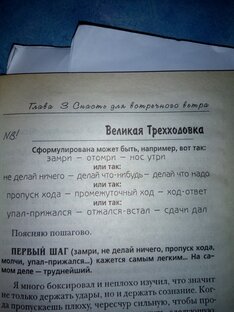 Глава 3 Снасть для встречного ветра
NB!
Великая Трехходовка
Сформулирована может быть, например, вот так:
замри – отомри – нос утри
или так:
не делай ничего – делай что-нибудь – делай что надо
или так:
пропуск хода – промежуточный ход – ход-ответ
или так:
упал-прижался – отжался-встал – сдачи дал
Поясняю пошагово.
ПЕРВЫЙ ШАГ (замри, не делай ничего, пропуск хода,
молчи, упал-прижался...) кажется самым легким... На са-
мом деле — труднейший.
Я много боксировал и неплохо изучил, что значит
не только держать удары, но и держать сознание. Когда
пропускаешь плюху, чересчур сильную, чтобы про-